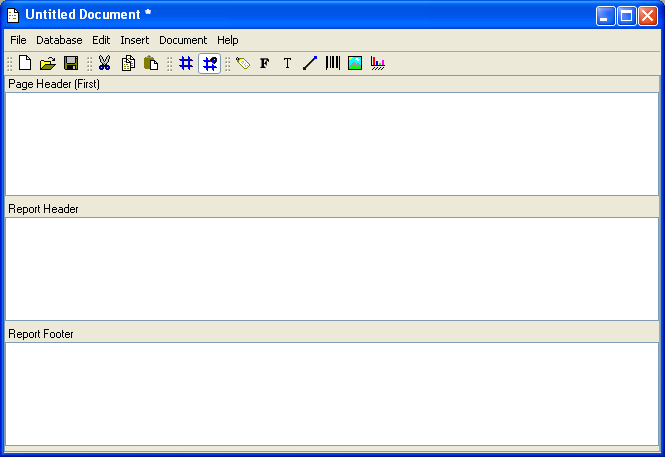 Untitled Document *
File Database Edit Insert Document Help
F T
Page Header (First)
Report Header
Report Footer